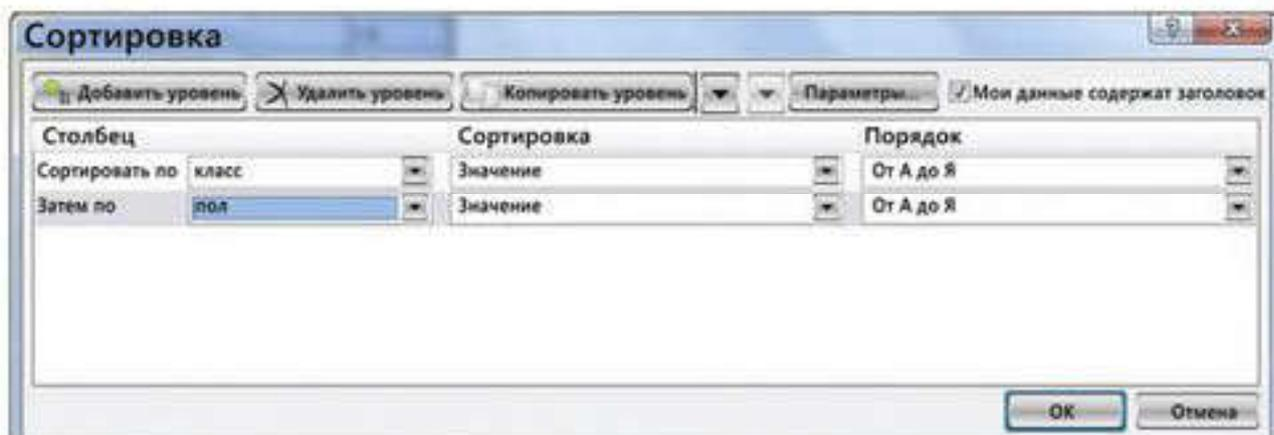 Сортировка
Добавить уровень Удалить уровень Копировать уровень Параметры... Мои данные содержат заголовок
Столбец Сортировка Порядок
Сортировать по класс Значение От А до Я
Затем по пол Значение От А до Я
ОК Отмена